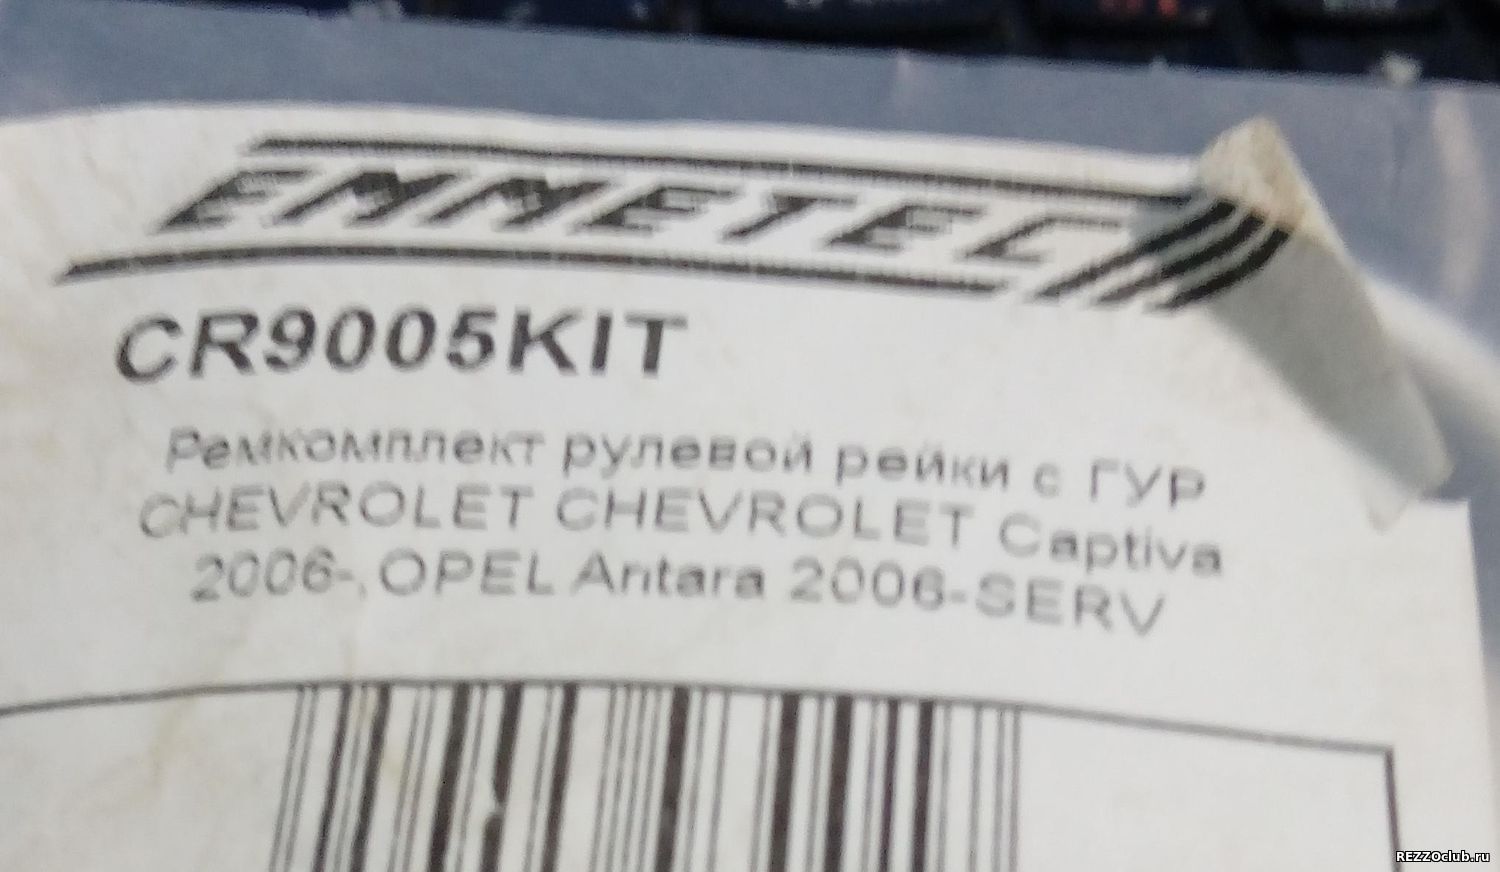 EMMETEC
CR9005KIT
Ремкомплект рулевой рейки с ГУР
CHEVROLET CHEVROLET Captiva
2006-, OPEL Antara 2006-SERV
REZZOclub.ru